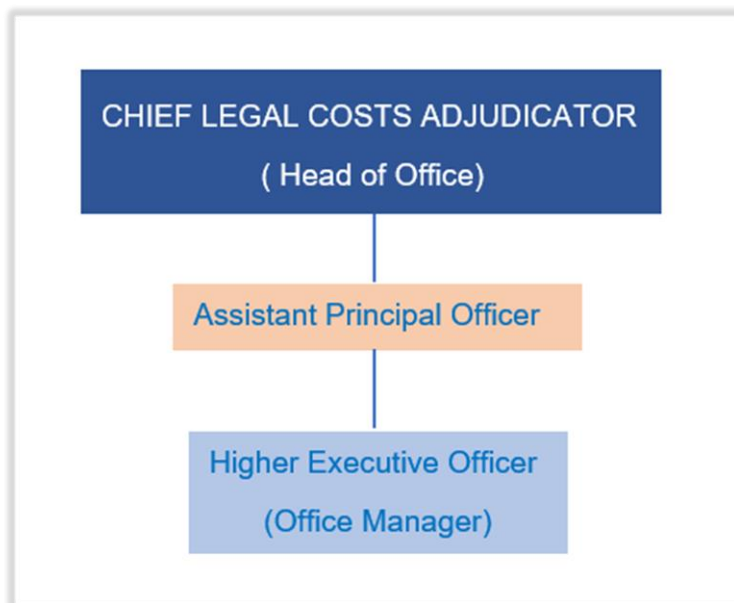 CHIEF LEGAL COSTS ADJUDICATOR
( Head of Office)
Assistant Principal Officer
Higher Executive Officer
(Office Manager)